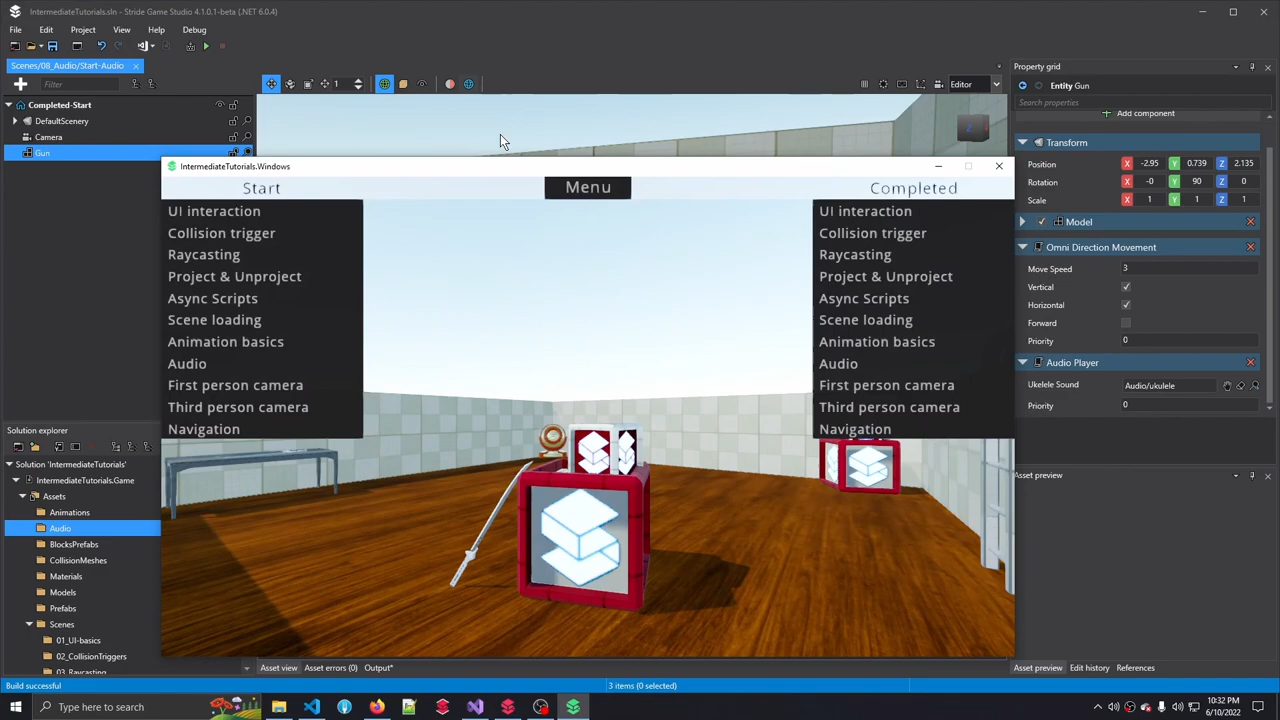 IntermediateTutorials.sln - Stride Game Studio 4.1.0.1-beta (.NET 6.0.4)
File Edit Project View Help Debug
1 Editor
Scenes/08_Audio/Start-Audio
Filter
Completed-Start
DefaultScenery
Camera
Gun
IntermediateTutorials.Windows
Start Menu Completed
UI interaction
Collision trigger
Raycasting
Project & Unproject
Async Scripts
Scene loading
Animation basics
Audio
First person camera
Third person camera
Navigation
UI interaction
Collision trigger
Raycasting
Project & Unproject
Async Scripts
Scene loading
Animation basics
Audio
First person camera
Third person camera
Navigation
Property grid
Entity Gun
Search properties
Add component
Transform
Position X -2.95 Y 0.739 Z 2.135
Rotation X -0 Y 90 Z 0
Scale X 1 Y 1 Z 1
Model
Omni Direction Movement
Move Speed 3
Vertical
Horizontal
Forward
Priority 0
Audio Player
Ukelele Sound Audio/ukulele
Priority 0
Asset preview
Solution explorer
Solution 'IntermediateTutorials'
IntermediateTutorials.Game
Assets
Animations
Audio
BlocksPrefabs
CollisionMeshes
Materials
Models
Prefabs
Scenes
01_UI-basics
02_CollisionTriggers
03_Raycasting
Asset view Asset errors (0) Output*
Asset preview Edit history References
Build successful
3 items (0 selected)
Type here to search
10:32 PM
6/10/2022